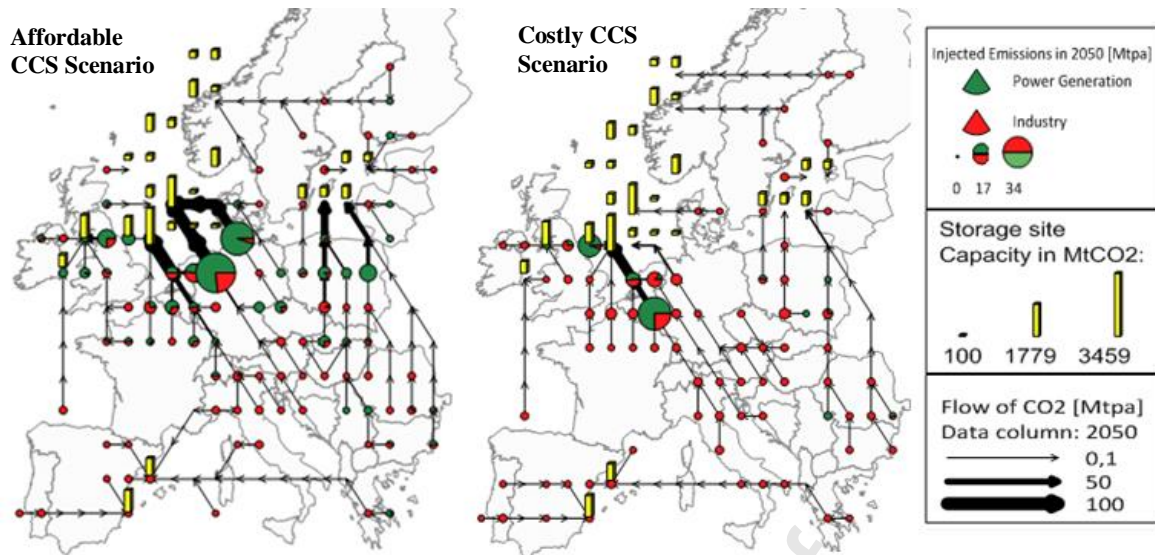 Affordable
CCS Scenario
Costly CCS
Scenario
Injected Emissions in 2050 [Mtpa]
Power Generation
Industry
0 17 34
Storage site
Capacity in MtCO2:
100 1779 3459
Flow of CO2 [Mtpa]
Data column: 2050
0,1
50
100